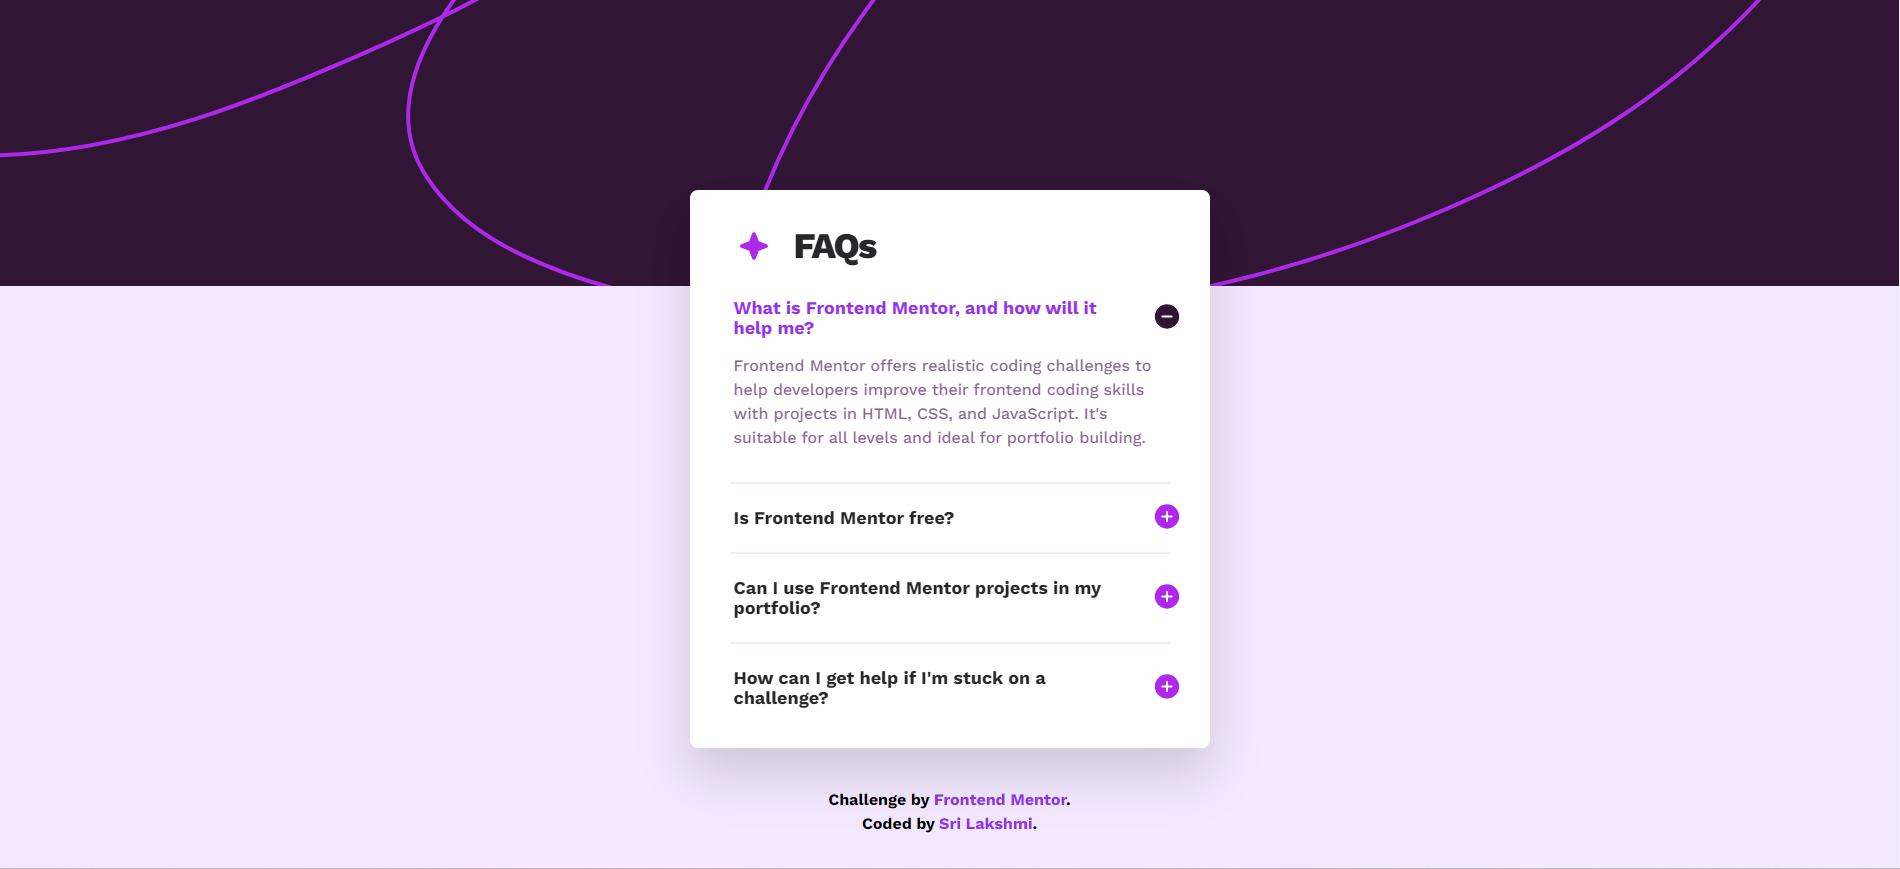 FAQs
What is Frontend Mentor, and how will it
help me?
Frontend Mentor offers realistic coding challenges to
help developers improve their frontend coding skills
with projects in HTML, CSS, and JavaScript. It's
suitable for all levels and ideal for portfolio building.
Is Frontend Mentor free?
Can I use Frontend Mentor projects in my
portfolio?
How can I get help if I'm stuck on a
challenge?
Challenge by Frontend Mentor.
Coded by Sri Lakshmi.